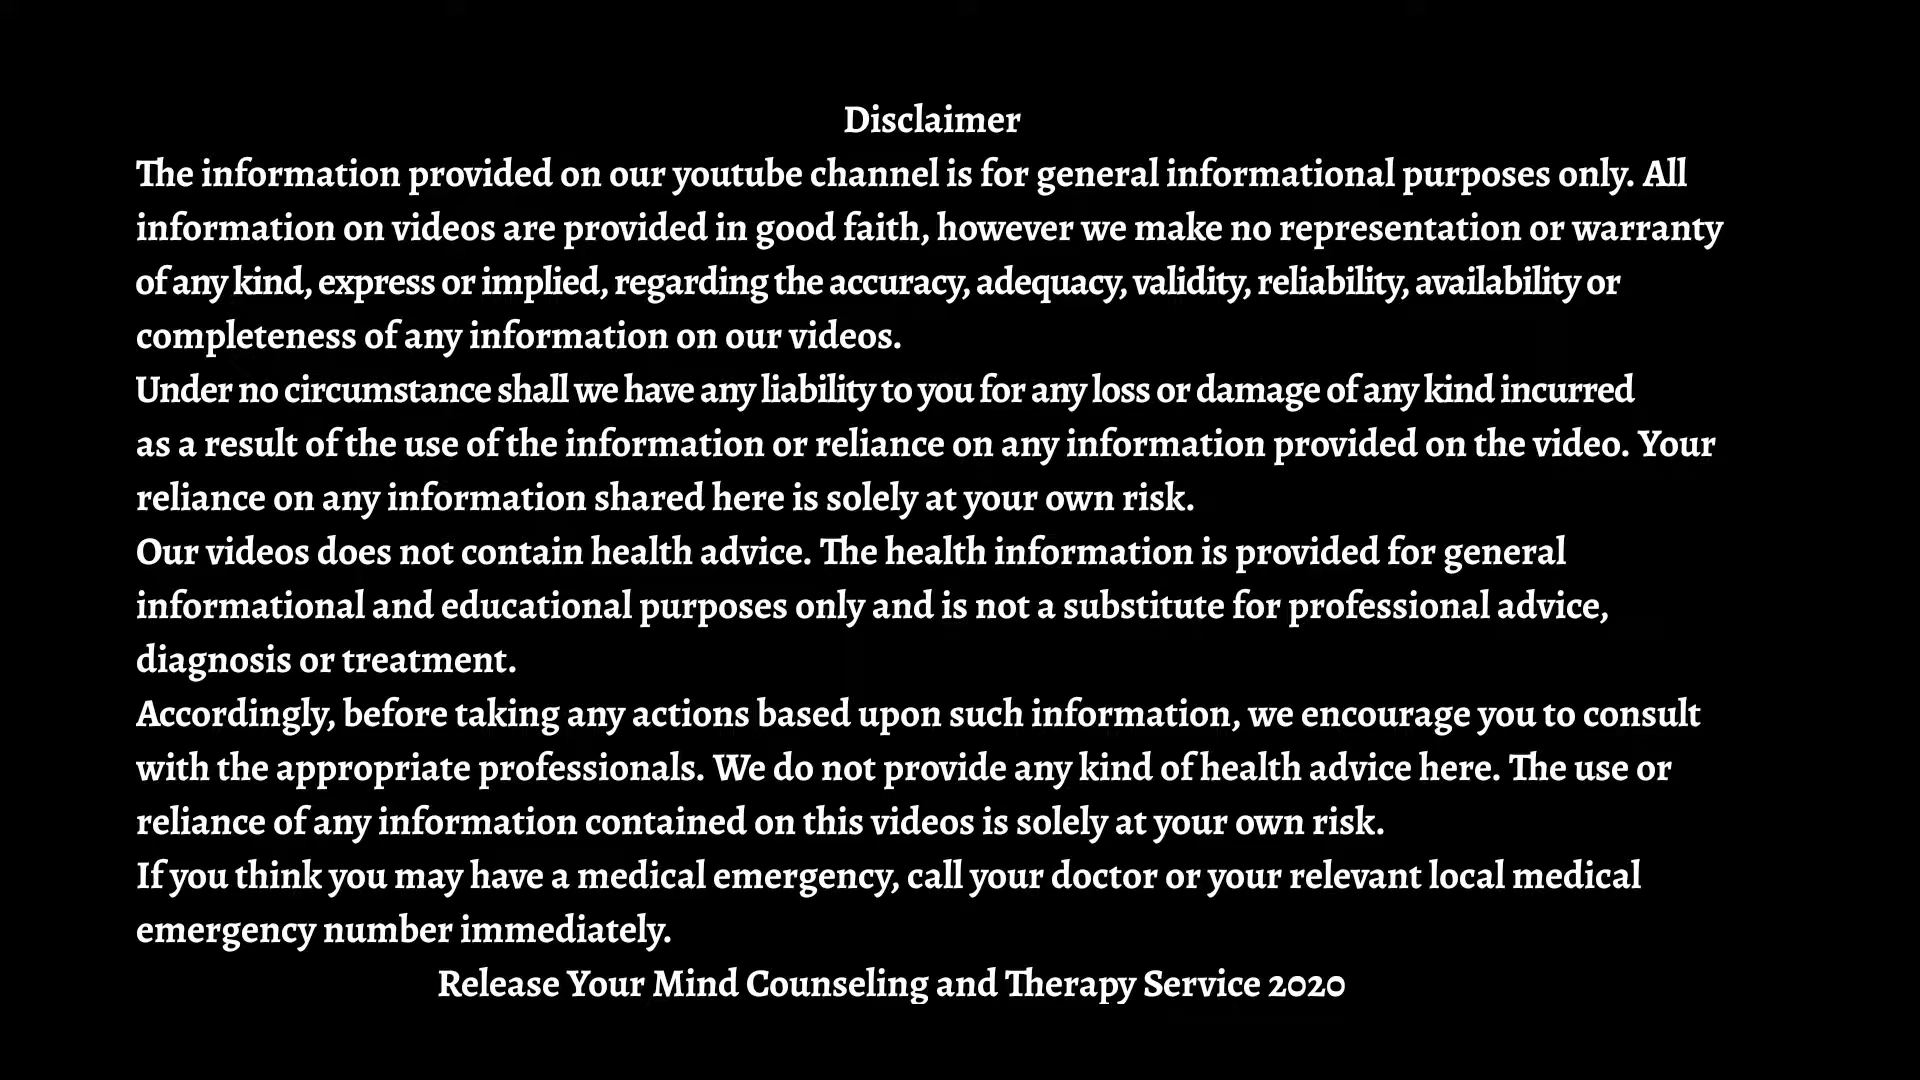 Disclaimer
The information provided on our youtube channel is for general informational purposes only. All
information on videos are provided in good faith, however we make no representation or warranty
of any kind, express or implied, regarding the accuracy, adequacy, validity, reliability, availability or
completeness of any information on our videos.
Under no circumstance shall we have any liability to you for any loss or damage of any kind incurred
as a result of the use of the information or reliance on any information provided on the video. Your
reliance on any information shared here is solely at your own risk.
Our videos does not contain health advice. The health information is provided for general
informational and educational purposes only and is not a substitute for professional advice,
diagnosis or treatment.
Accordingly, before taking any actions based upon such information, we encourage you to consult
with the appropriate professionals. We do not provide any kind of health advice here. The use or
reliance of any information contained on this videos is solely at your own risk.
If you think you may have a medical emergency, call your doctor or your relevant local medical
emergency number immediately.
Release Your Mind Counseling and Therapy Service 2020